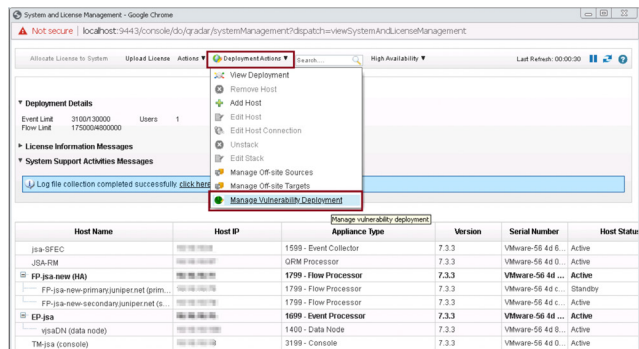 System and License Management - Google Chrome
Not secure | localhost:9443/console/do/qradar/systemManagement?dispatch=viewSystemAndLicenseManagement
Allocate License to System Upload License Actions ▼ Deployment Actions ▼ Search... High Availability ▼ Last Refresh: 00:00:30
View Deployment
Remove Host
Add Host
Edit Host
Edit Host Connection
Unstack
Edit Stack
Manage Off-site Sources
Manage Off-site Targets
Manage Vulnerability Deployment
Manage vulnerability deployment
▼ Deployment Details
Event Limit 3100/130000 Users 1
Flow Limit 175000/4800000
▶ License Information Messages
▼ System Support Activities Messages
Log file collection completed successfully. click here
Host Name Host IP Appliance Type Version Serial Number Host Status
jsa-SFEC 1599 - Event Collector 7.3.3 VMware-56 4d 6... Active
JSA-RM QRM Processor 7.3.3 VMware-56 4d 0... Active
FP-jsa-new (HA) 1799 - Flow Processor 7.3.3 VMware-56 4d ... Active
FP-jsa-new-primary.juniper.net (prim... 1799 - Flow Processor 7.3.3 VMware-56 4d c... Standby
FP-jsa-new-secondary.juniper.net (s... 1799 - Flow Processor 7.3.3 VMware-56 4d c... Active
EP-jsa 1699 - Event Processor 7.3.3 VMware-56 4d ... Active
vjsaDN (data node) 1400 - Data Node 7.3.3 VMware-56 4d 8... Active
TM-jsa (console) 3199 - Console 7.3.3 VMware-56 4d 0... Active